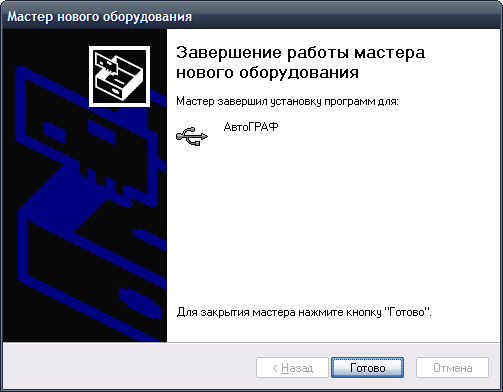 Мастер нового оборудования
Завершение работы мастера
нового оборудования
Мастер завершил установку программ для:
АвтоГРАФ
Для закрытия мастера нажмите кнопку "Готово".
< Назад
Готово
Отмена